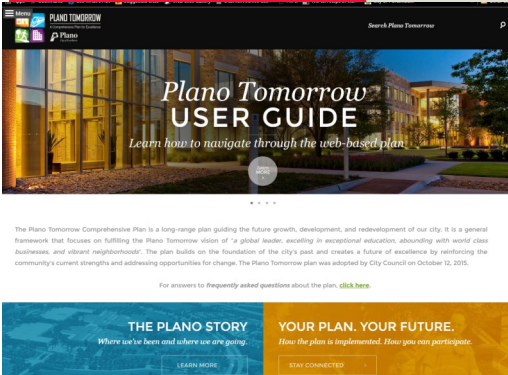 Menu
PLANO TOMORROW
A Comprehensive Plan for Excellence
Plano
Search Plano Tomorrow
Plano Tomorrow
USER GUIDE
Learn how to navigate through the web-based plan
LEARN
MORE
The Plano Tomorrow Comprehensive Plan is a long-range plan guiding the future growth, development, and redevelopment of our city. It is a general
framework that focuses on fulfilling the Plano Tomorrow vision of "a global leader, excelling in exceptional education, abounding with world class
businesses, and vibrant neighborhoods". The plan builds on the foundation of the city's past and creates a future of excellence by reinforcing the
community's current strengths and addressing opportunities for change. The Plano Tomorrow plan was adopted by City Council on October 12, 2015.
For answers to frequently asked questions about the plan, click here.
THE PLANO STORY
Where we've been and where we are going.
LEARN MORE
YOUR PLAN. YOUR FUTURE.
How the plan is implemented. How you can participate.
STAY CONNECTED